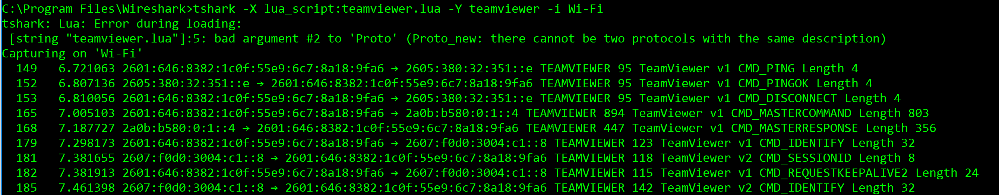 C:\Program Files\Wireshark>tshark -X lua_script:teamviewer.lua -Y teamviewer -i Wi-Fi
tshark: Lua: Error during loading:
 [string "teamviewer.lua"]:5: bad argument #2 to 'Proto' (Proto_new: there cannot be two protocols with the same description)
Capturing on 'Wi-Fi'
  149   6.721063 2601:646:8382:1c0f:55e9:6c7:8a18:9fa6 → 2605:380:32:351::e TEAMVIEWER 95 TeamViewer v1 CMD_PING Length 4
  152   6.807136 2605:380:32:351::e → 2601:646:8382:1c0f:55e9:6c7:8a18:9fa6 TEAMVIEWER 95 TeamViewer v1 CMD_PINGOK Length 4
  153   6.810056 2601:646:8382:1c0f:55e9:6c7:8a18:9fa6 → 2605:380:32:351::e TEAMVIEWER 95 TeamViewer v1 CMD_DISCONNECT Length 4
  165   7.005103 2601:646:8382:1c0f:55e9:6c7:8a18:9fa6 → 2a0b:b580:0:1::4 TEAMVIEWER 894 TeamViewer v1 CMD_MASTERCOMMAND Length 803
  168   7.187727 2a0b:b580:0:1::4 → 2601:646:8382:1c0f:55e9:6c7:8a18:9fa6 TEAMVIEWER 447 TeamViewer v1 CMD_MASTERRESPONSE Length 356
  179   7.298173 2601:646:8382:1c0f:55e9:6c7:8a18:9fa6 → 2607:f0d0:3004:c1::8 TEAMVIEWER 123 TeamViewer v1 CMD_IDENTIFY Length 32
  181   7.381655 2607:f0d0:3004:c1::8 → 2601:646:8382:1c0f:55e9:6c7:8a18:9fa6 TEAMVIEWER 118 TeamViewer v2 CMD_SESSIONID Length 8
  182   7.381913 2601:646:8382:1c0f:55e9:6c7:8a18:9fa6 → 2607:f0d0:3004:c1::8 TEAMVIEWER 115 TeamViewer v1 CMD_REQUESTKEEPALIVE2 Length 24
  185   7.461398 2607:f0d0:3004:c1::8 → 2601:646:8382:1c0f:55e9:6c7:8a18:9fa6 TEAMVIEWER 142 TeamViewer v2 CMD_IDENTIFY Length 32